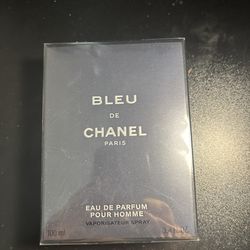 BLEU
DE
CHANEL
PARIS
EAU DE PARFUM
POUR HOMME
VAPORISATEUR SPRAY
100 ml